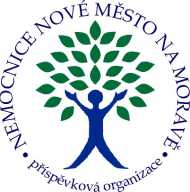 • NEMOCNICE NOVÉ MĚSTO NA MORAVĚ •
příspěvková organizace